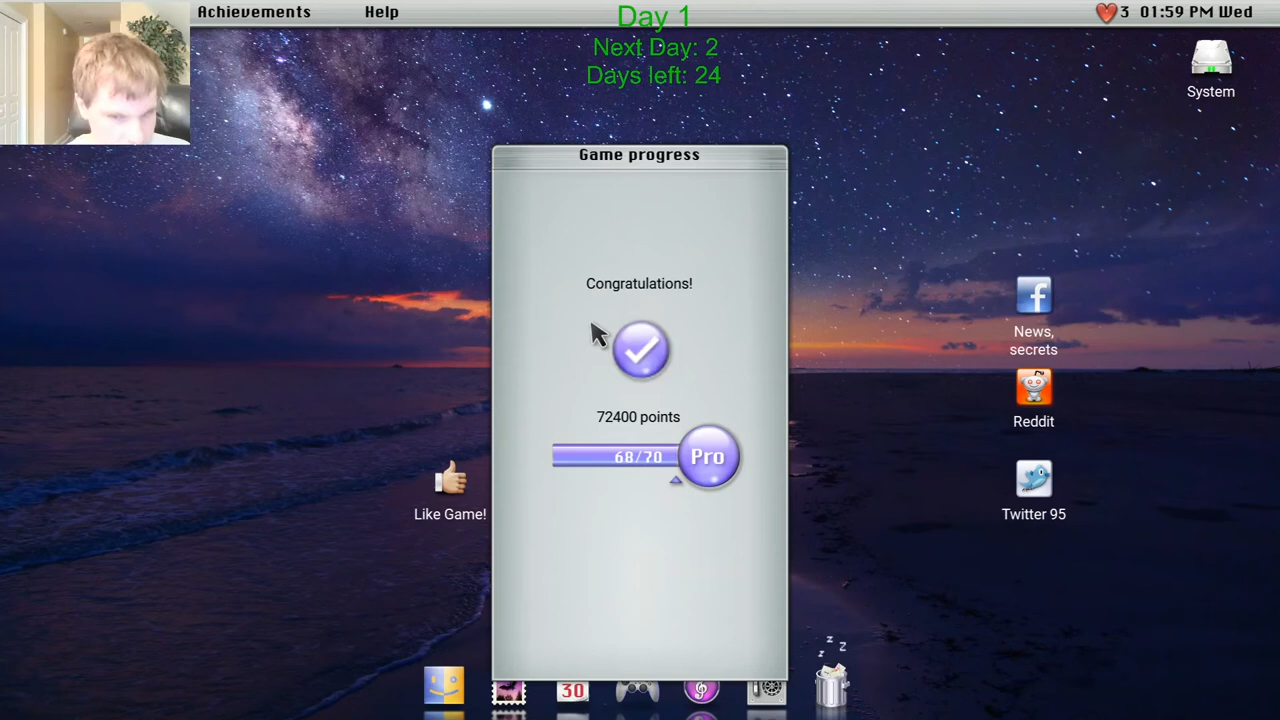 Achievements Help
Day 1
3 01:59 PM Wed
Next Day: 2
Days left: 24
System
Game progress
Congratulations!
News,
secrets
72400 points
Reddit
68/70 Pro
Like Game!
Twitter 95
z z z
30